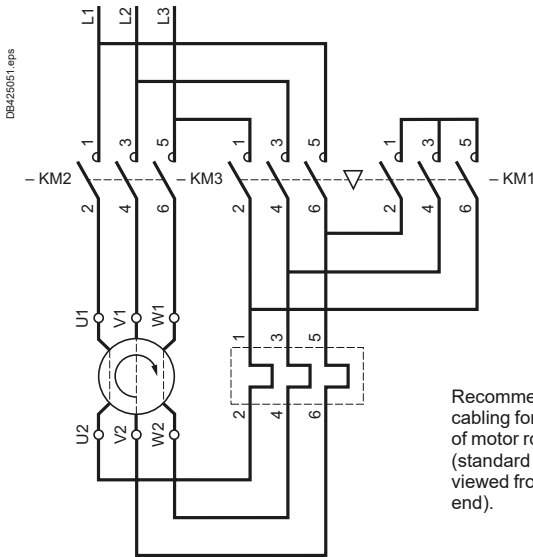 DB425051.eps
L1 L2 L3
1 3 5 1 3 5 1 3 5
– KM2 – KM3 – KM1
2 4 6 2 4 6 2 4 6
U1 V1 W1
1 3 5
2 4 6
U2 V2 W2
cabling for
of motor ro
(standard
viewed fro
end).